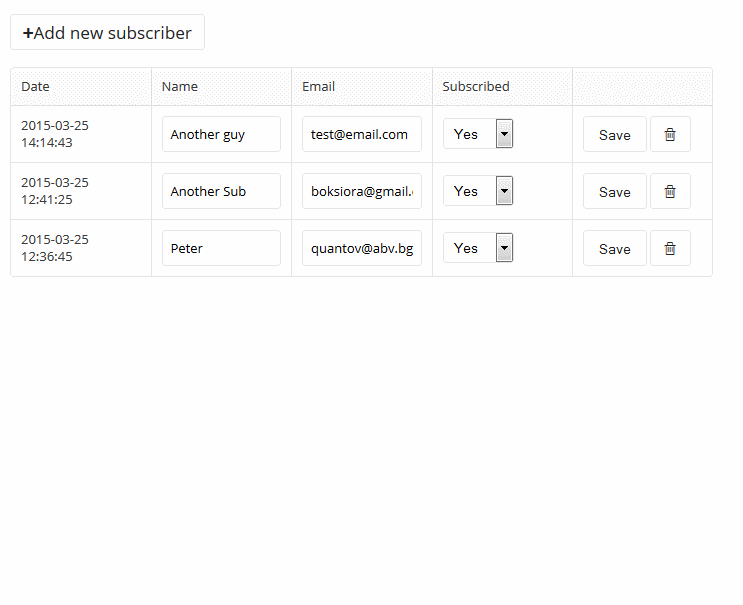 +Add new subscriber
Date Name Email Subscribed
2015-03-25
14:14:43
Another guy test@email.com Yes Save
2015-03-25
12:41:25
Another Sub boksiora@gmail. Yes Save
2015-03-25
12:36:45
Peter quantov@abv.bg Yes Save